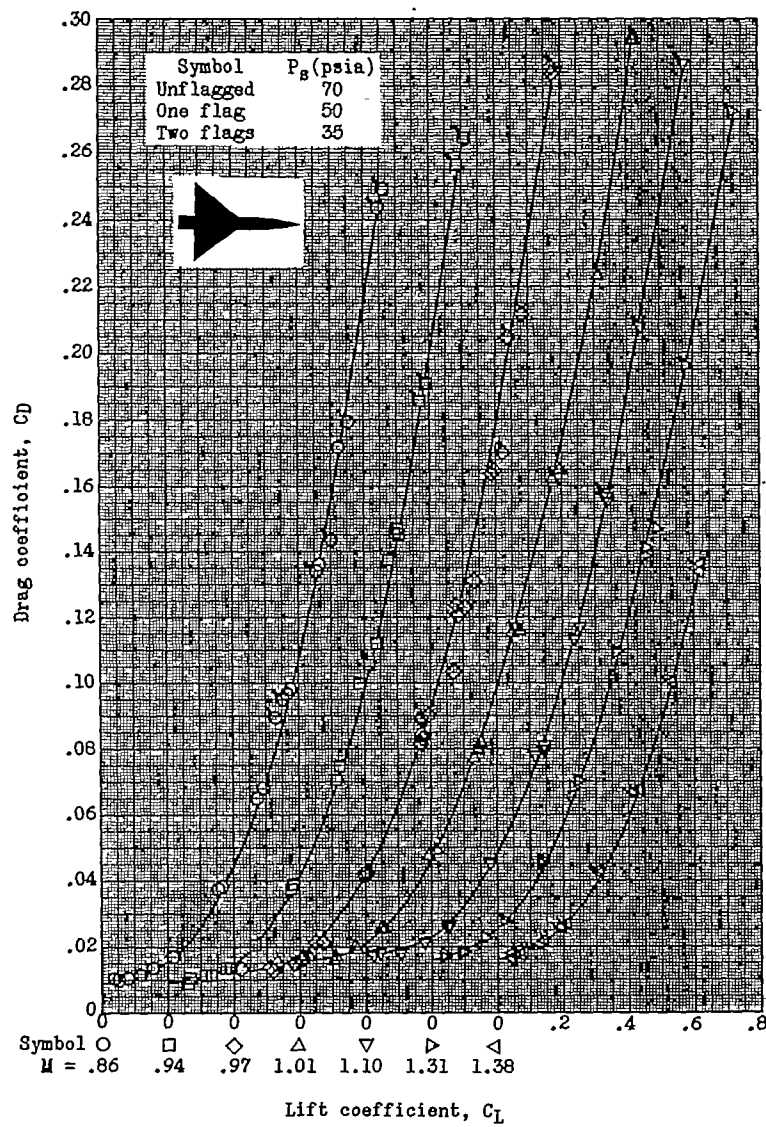 .30
.28
.26
.24
.22
.20
.18
.16
.14
.12
.10
.08
.06
.04
.02
0
Drag coefficient, CD
Symbol Ps(psia)
Unflagged 70
One flag 50
Two flags 35
0 0 0 0 0 0 0 .2 .4 .6 .8
Symbol ○ □ ◇ △ ▽ ▷ ◁
M = .86 .94 .97 1.01 1.10 1.31 1.38
Lift coefficient, CL